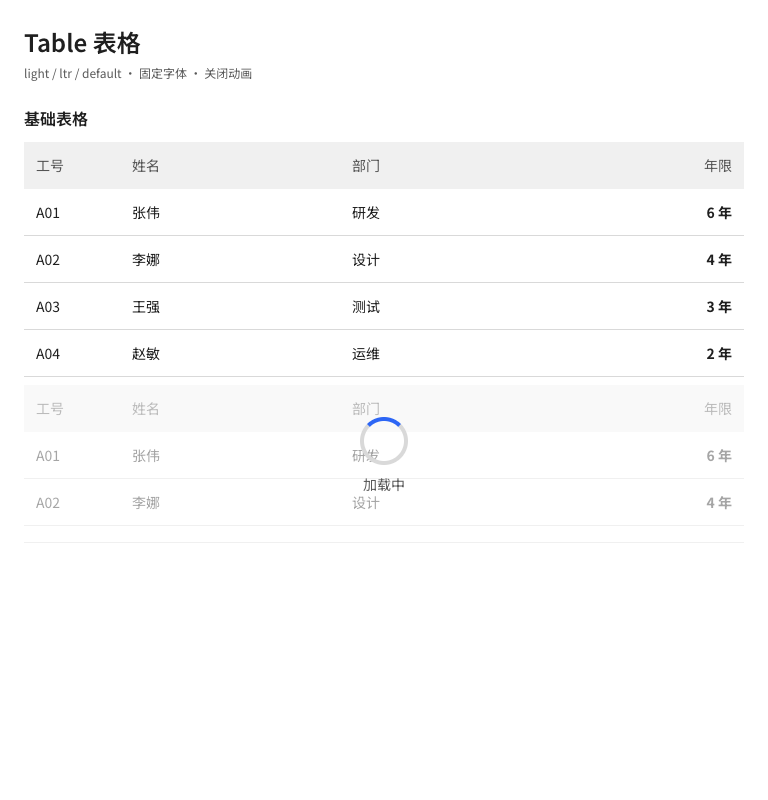 Table 表格
light / ltr / default ・ 固定字体 ・ 关闭动画
基础表格
工号 姓名 部门 年限
A01 张伟 研发 6 年
A02 李娜 设计 4 年
A03 王强 测试 3 年
A04 赵敏 运维 2 年
工号 姓名 部门 年限
A01 张伟 研发 6 年
加载中
A02 李娜 设计 4 年